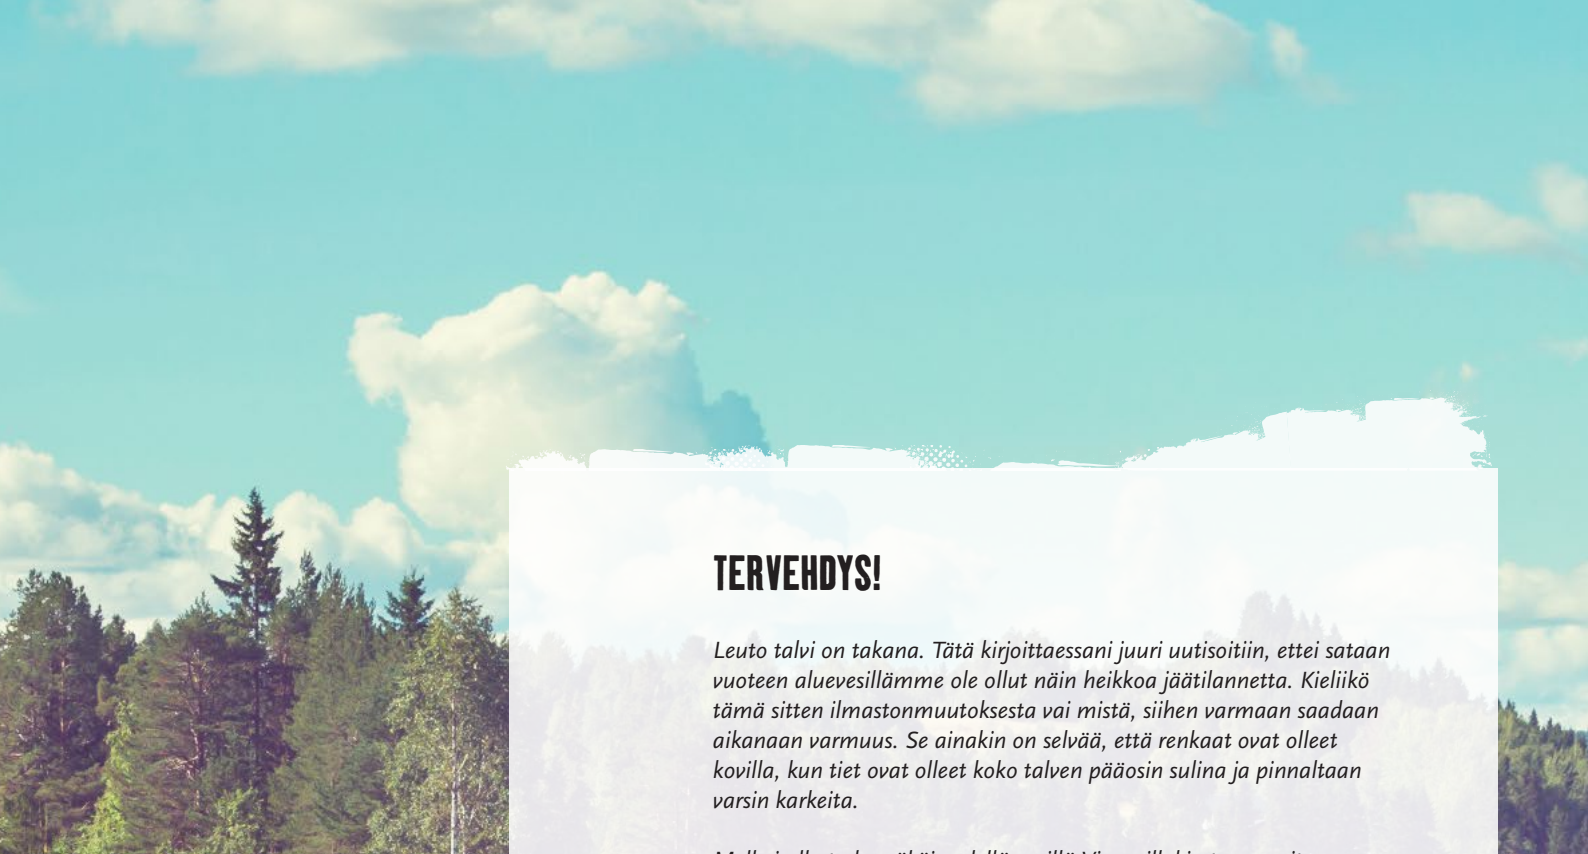 TERVEHDYS!
Leuto talvi on takana. Tätä kirjoittaessani juuri uutisoitiin, ettei sataan
vuoteen aluevesillämme ole ollut näin heikkoa jäätilannetta. Kieliikö
tämä sitten ilmastonmuutoksesta vai mistä, siihen varmaan saadaan
aikanaan varmuus. Se ainakin on selvää, että renkaat ovat olleet
kovilla, kun tiet ovat olleet koko talven pääosin sulina ja pinnaltaan
varsin karkeita.